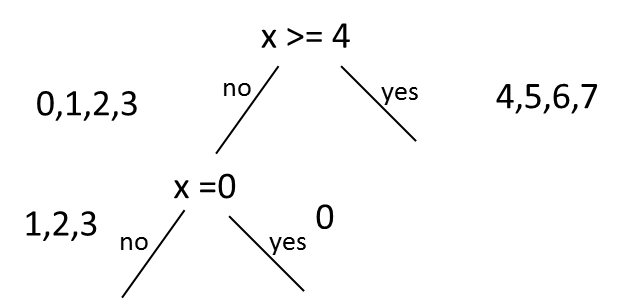 x >= 4
no
yes
0,1,2,3
4,5,6,7
x =0
1,2,3
no
yes
0